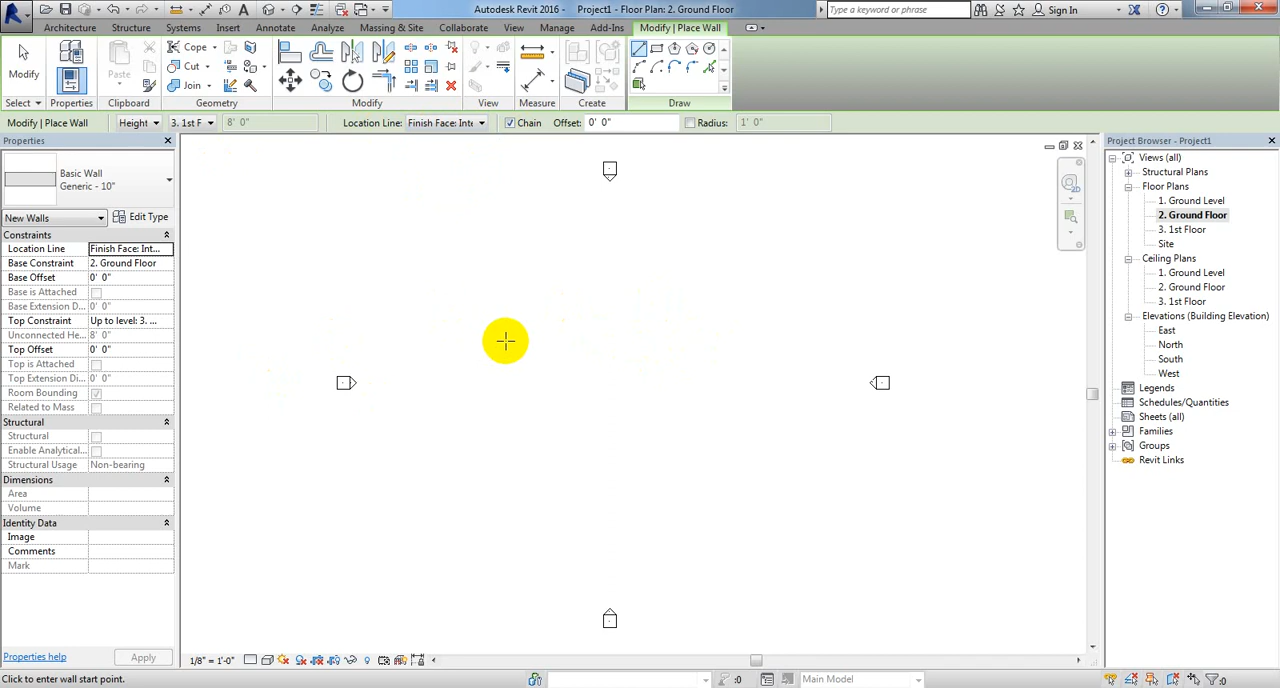 Autodesk Revit 2016 - Project1 - Floor Plan: 2. Ground Floor
Type a keyword or phrase
Sign In
Architecture Structure Systems Insert Annotate Analyze Massing & Site Collaborate View Manage Add-Ins Modify | Place Wall
Modify Paste Cope
Cut
Join
Select Properties Clipboard Geometry Modify View Measure Create Draw
Modify | Place Wall Height 3. 1st F 8' 0" Location Line: Finish Face: Inte Chain Offset: 0' 0" Radius: 1' 0"
Properties
Basic Wall
Generic - 10"
New Walls Edit Type
Constraints
Location Line Finish Face: Int...
Base Constraint 2. Ground Floor
Base Offset 0' 0"
Base is Attached
Base Extension D... 0' 0"
Top Constraint Up to level: 3. ...
Unconnected He... 8' 0"
Top Offset 0' 0"
Top is Attached
Top Extension Di... 0' 0"
Room Bounding
Related to Mass
Structural
Structural
Enable Analytical...
Structural Usage Non-bearing
Dimensions
Area
Volume
Identity Data
Image
Comments
Mark
Properties help Apply
2D
Project Browser - Project1
Views (all)
Structural Plans
Floor Plans
1. Ground Level
2. Ground Floor
3. 1st Floor
Site
Ceiling Plans
1. Ground Level
2. Ground Floor
3. 1st Floor
Elevations (Building Elevation)
East
North
South
West
Legends
Schedules/Quantities
Sheets (all)
Families
Groups
Revit Links
1/8" = 1'-0"
Click to enter wall start point. :0 Main Model :0